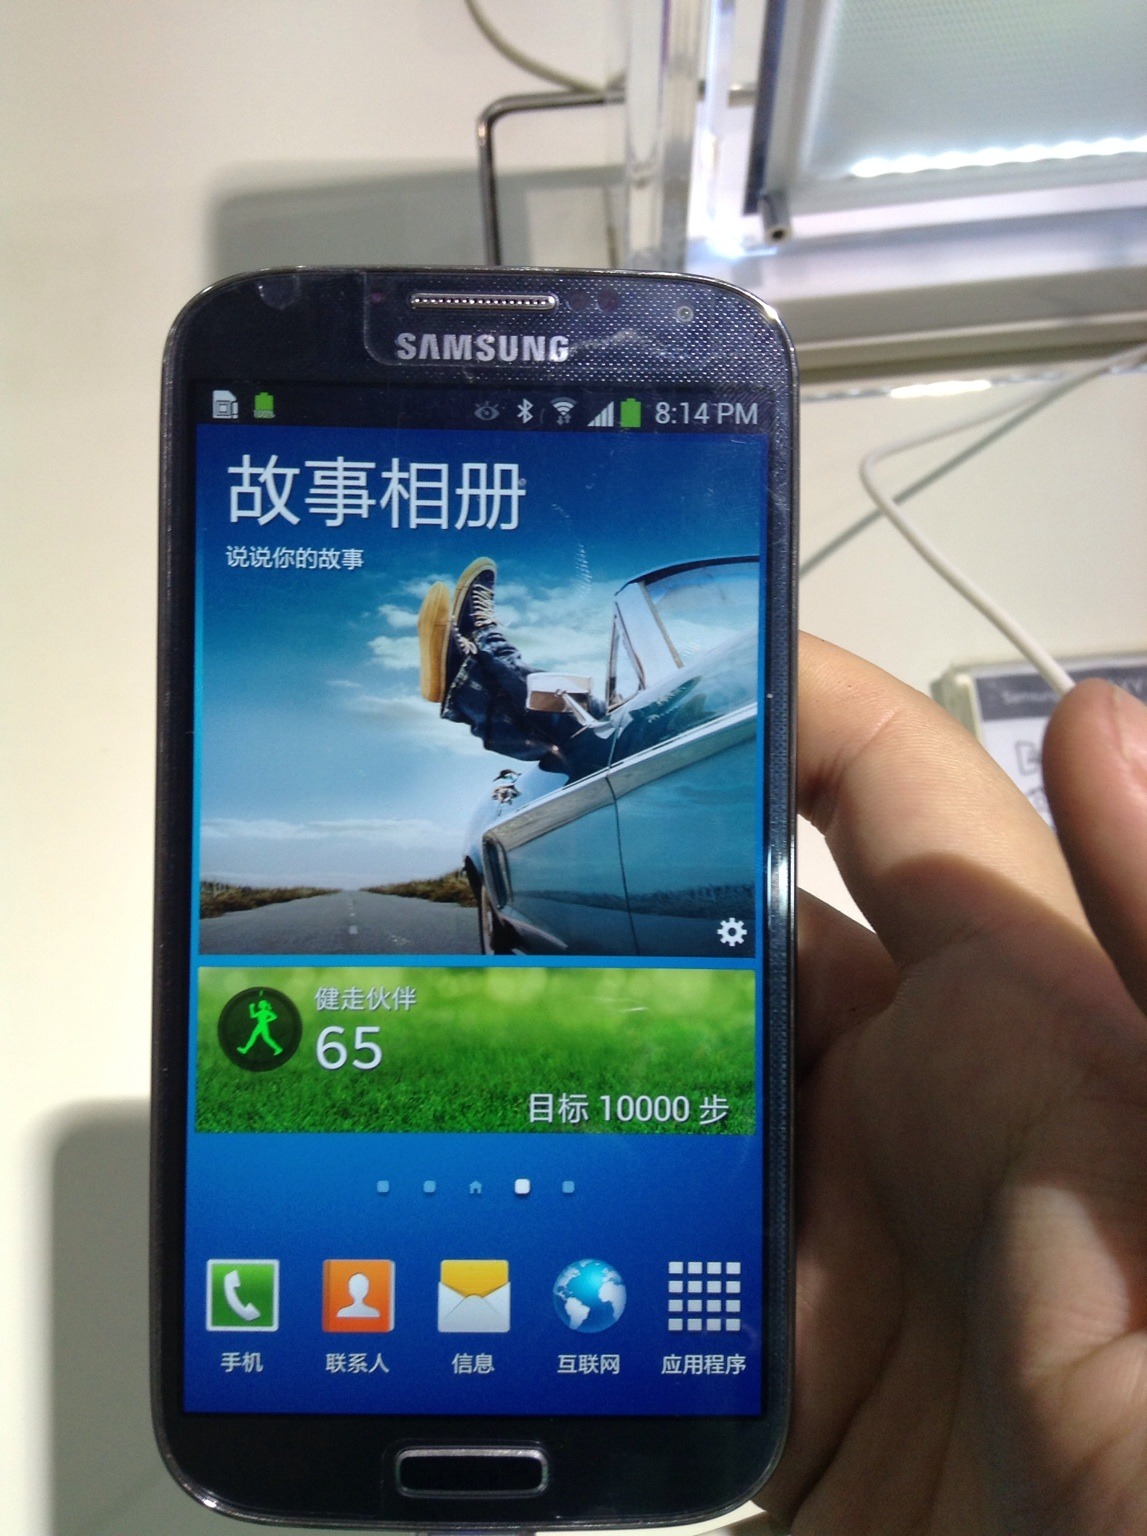 SAMSUNG
100%
8:14 PM
故事相册
说说你的故事
健走伙伴
65
目标 10000 步
手机
联系人
信息
互联网
应用程序